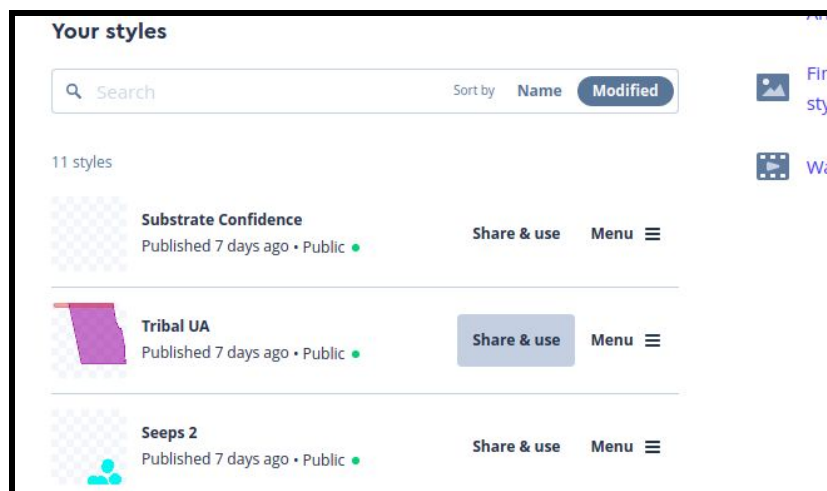 Your styles
Search
Sort by Name Modified
11 styles
Substrate Confidence
Published 7 days ago • Public
Share & use Menu
Tribal UA
Published 7 days ago • Public
Share & use Menu
Seeps 2
Published 7 days ago • Public
Share & use Menu